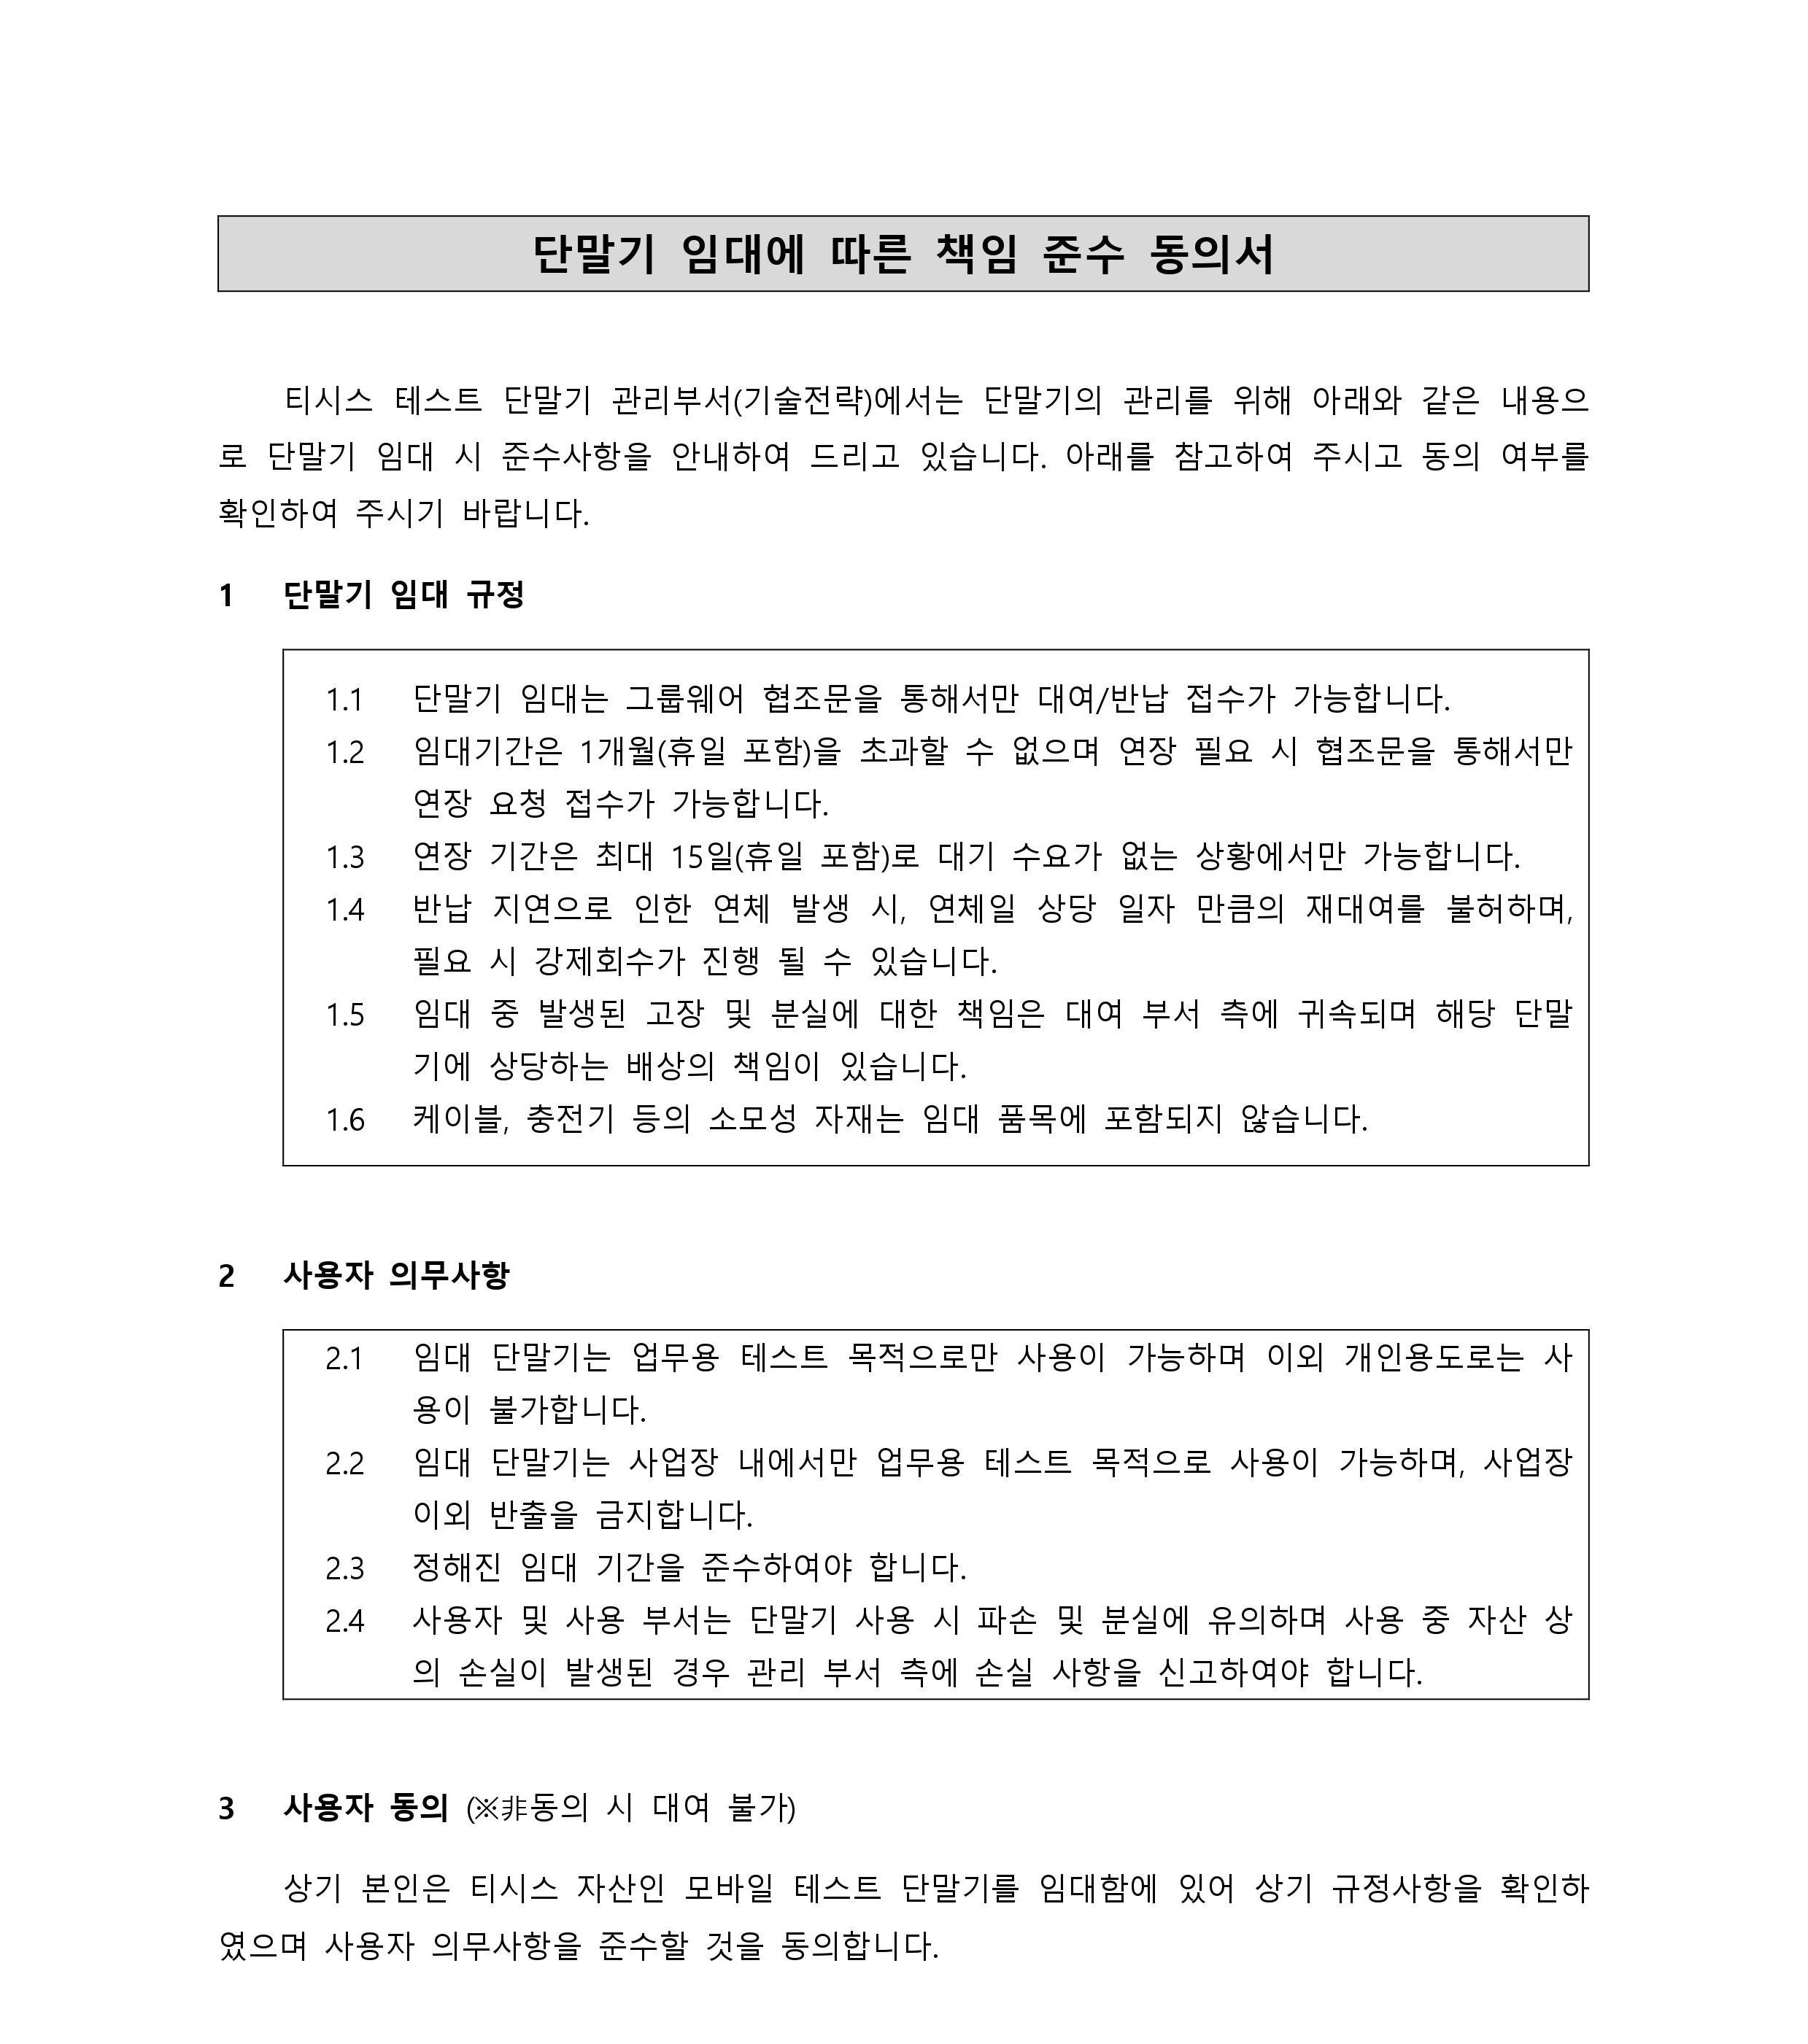 단말기 임대에 따른 책임 준수 동의서
티시스 테스트 단말기 관리부서(기술전략)에서는 단말기의 관리를 위해 아래와 같은 내용으
로 단말기 임대 시 준수사항을 안내하여 드리고 있습니다. 아래를 참고하여 주시고 동의 여부를
확인하여 주시기 바랍니다.
1 단말기 임대 규정
1.1 단말기 임대는 그룹웨어 협조문을 통해서만 대여/반납 접수가 가능합니다.
1.2 임대기간은 1개월(휴일 포함)을 초과할 수 없으며 연장 필요 시 협조문을 통해서만
연장 요청 접수가 가능합니다.
1.3 연장 기간은 최대 15일(휴일 포함)로 대기 수요가 없는 상황에서만 가능합니다.
1.4 반납 지연으로 인한 연체 발생 시, 연체일 상당 일자 만큼의 재대여를 불허하며,
필요 시 강제회수가 진행 될 수 있습니다.
1.5 임대 중 발생된 고장 및 분실에 대한 책임은 대여 부서 측에 귀속되며 해당 단말
기에 상당하는 배상의 책임이 있습니다.
1.6 케이블, 충전기 등의 소모성 자재는 임대 품목에 포함되지 않습니다.
2 사용자 의무사항
2.1 임대 단말기는 업무용 테스트 목적으로만 사용이 가능하며 이외 개인용도로는 사
용이 불가합니다.
2.2 임대 단말기는 사업장 내에서만 업무용 테스트 목적으로 사용이 가능하며, 사업장
이외 반출을 금지합니다.
2.3 정해진 임대 기간을 준수하여야 합니다.
2.4 사용자 및 사용 부서는 단말기 사용 시 파손 및 분실에 유의하며 사용 중 자산 상
의 손실이 발생된 경우 관리 부서 측에 손실 사항을 신고하여야 합니다.
3 사용자 동의 (※非동의 시 대여 불가)
상기 본인은 티시스 자산인 모바일 테스트 단말기를 임대함에 있어 상기 규정사항을 확인하
였으며 사용자 의무사항을 준수할 것을 동의합니다.